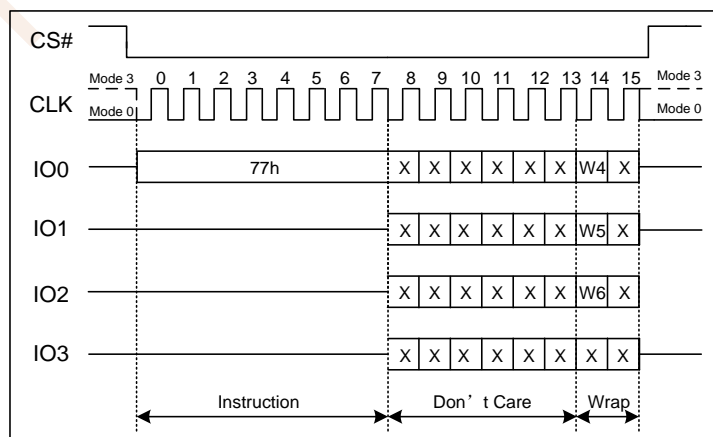 CS#
Mode 3 0 1 2 3 4 5 6 7 8 9 10 11 12 13 14 15 Mode 3
CLK
Mode 0 Mode 0
IO0 77h X X X X X X W4 X
IO1 X X X X X X W5 X
IO2 X X X X X X W6 X
IO3 X X X X X X X X
Instruction Don’t Care Wrap